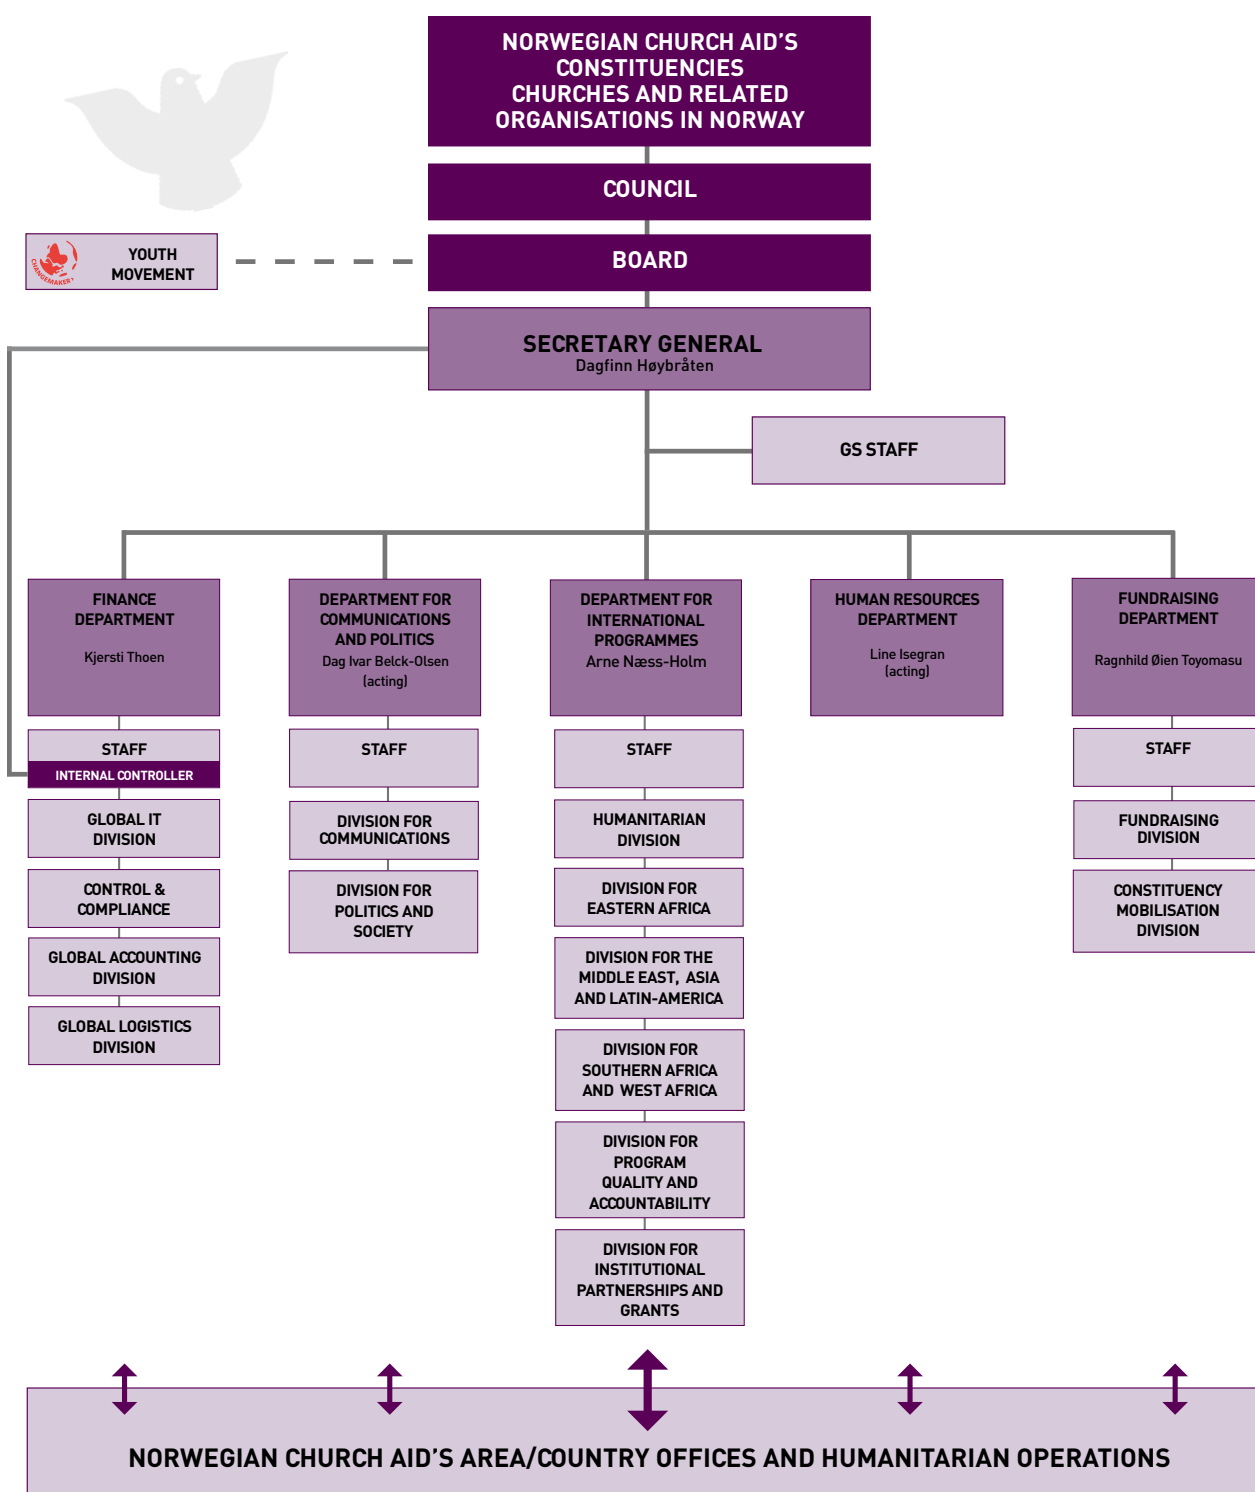 NORWEGIAN CHURCH AID'S
CONSTITUENCIES
CHURCHES AND RELATED
ORGANISATIONS IN NORWAY
COUNCIL
CHANGEMAKER
YOUTH
MOVEMENT
BOARD
SECRETARY GENERAL
Dagfinn Høybråten
GS STAFF
FINANCE
DEPARTMENT
Kjersti Thoen
DEPARTMENT FOR
COMMUNICATIONS
AND POLITICS
Dag Ivar Belck-Olsen
(acting)
DEPARTMENT FOR
INTERNATIONAL
PROGRAMMES
Arne Næss-Holm
HUMAN RESOURCES
DEPARTMENT
Line Isegran
(acting)
FUNDRAISING
DEPARTMENT
Ragnhild Øien Toyomasu
STAFF
INTERNAL CONTROLLER
GLOBAL IT
DIVISION
CONTROL &
COMPLIANCE
GLOBAL ACCOUNTING
DIVISION
GLOBAL LOGISTICS
DIVISION
STAFF
DIVISION FOR
COMMUNICATIONS
DIVISION FOR
POLITICS AND
SOCIETY
STAFF
HUMANITARIAN
DIVISION
DIVISION FOR
EASTERN AFRICA
DIVISION FOR THE
MIDDLE EAST, ASIA
AND LATIN-AMERICA
DIVISION FOR
SOUTHERN AFRICA
AND WEST AFRICA
DIVISION FOR
PROGRAM
QUALITY AND
ACCOUNTABILITY
DIVISION FOR
INSTITUTIONAL
PARTNERSHIPS AND
GRANTS
STAFF
FUNDRAISING
DIVISION
CONSTITUENCY
MOBILISATION
DIVISION
NORWEGIAN CHURCH AID'S AREA/COUNTRY OFFICES AND HUMANITARIAN OPERATIONS